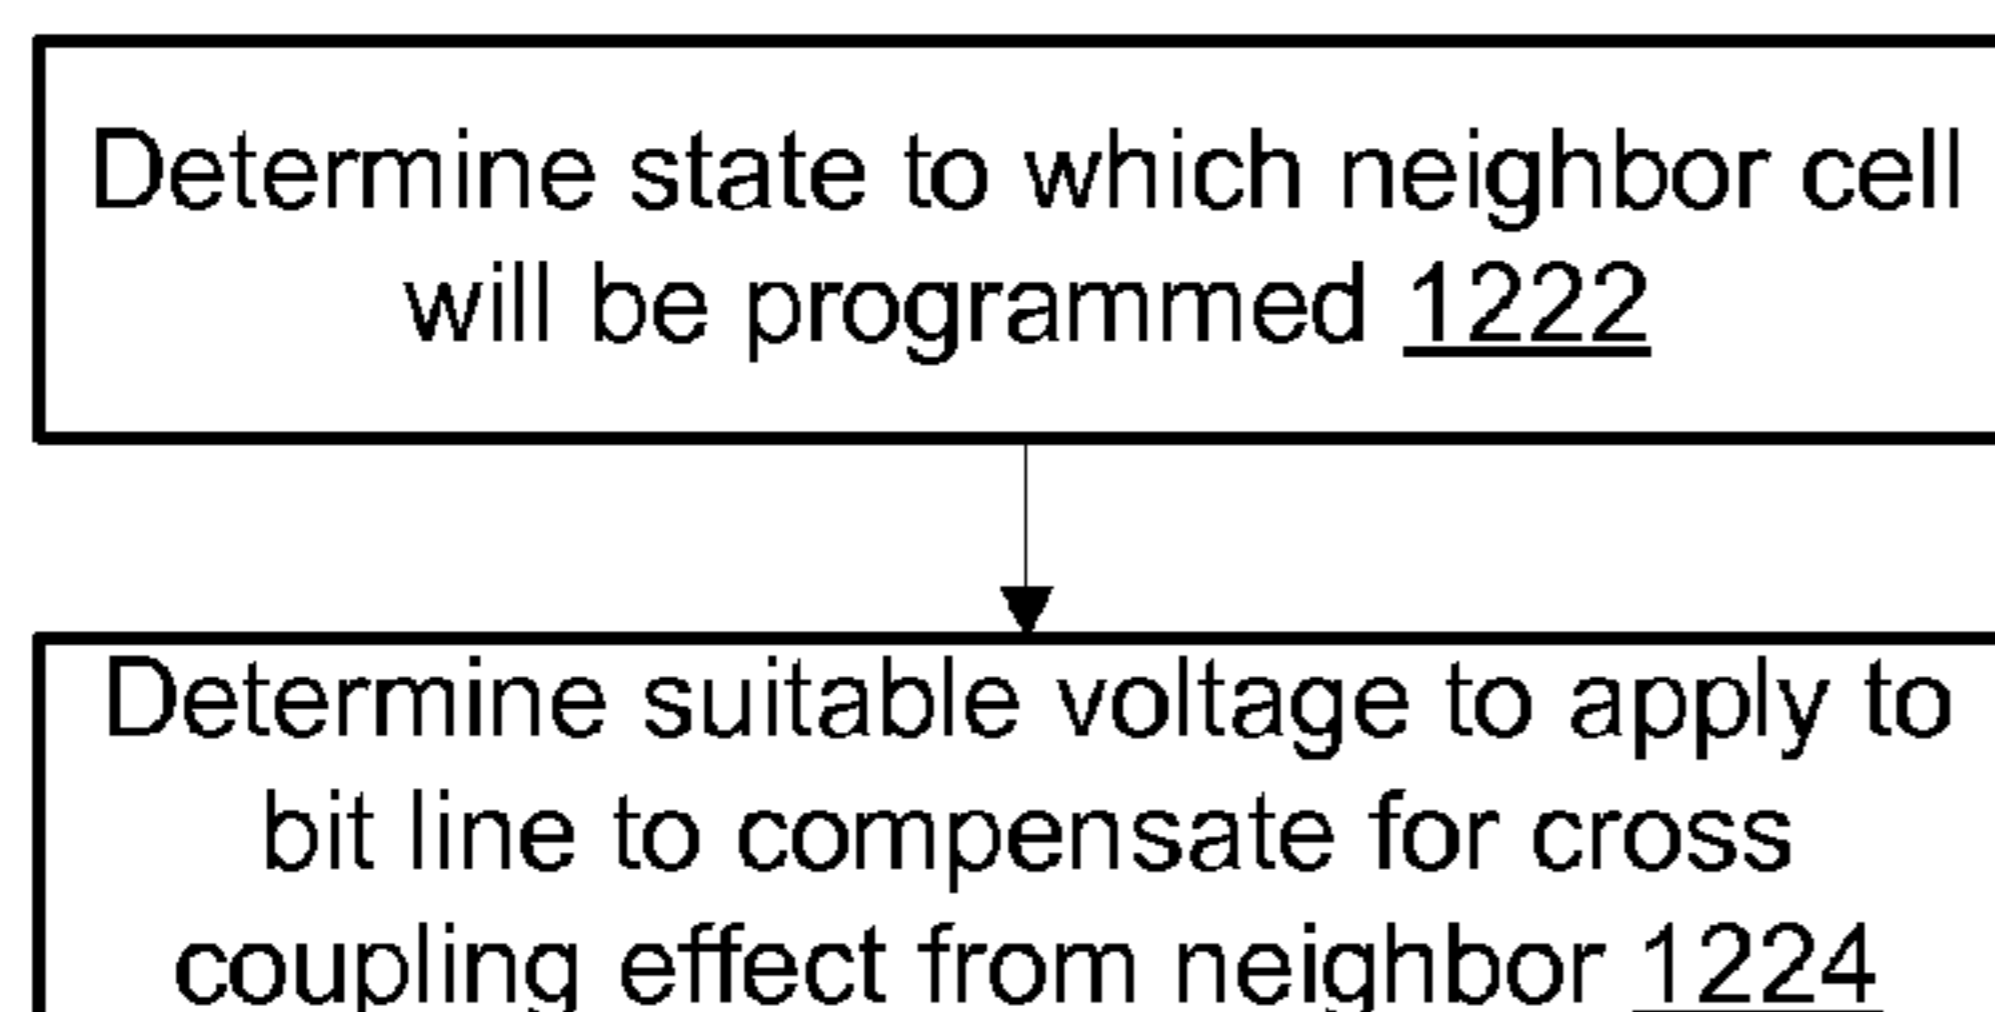 Determine state to which neighbor cell
will be programmed 1222
Determine suitable voltage to apply to
bit line to compensate for cross
coupling effect from neighbor 1224